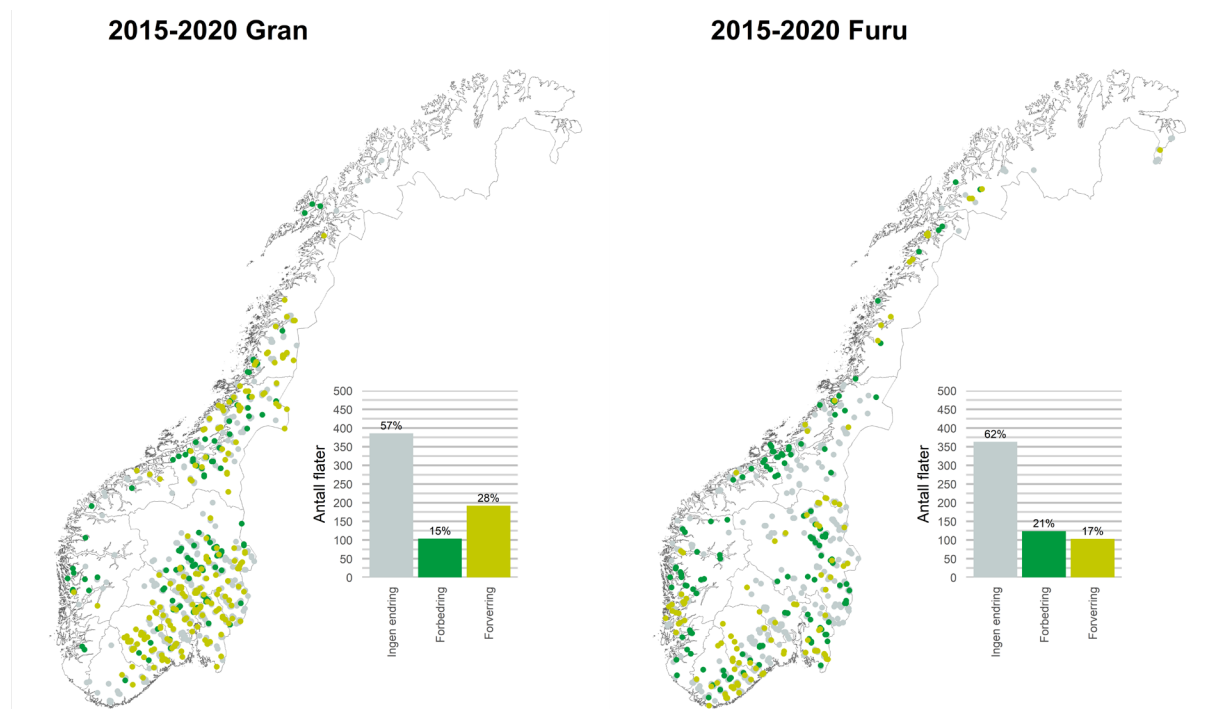 2015-2020 Gran
2015-2020 Furu
Antall flater
500
450
400
350
300
250
200
150
100
50
0
57%
15%
28%
Ingen endring
Forbedring
Forverring
Antall flater
500
450
400
350
300
250
200
150
100
50
0
62%
21%
17%
Ingen endring
Forbedring
Forverring